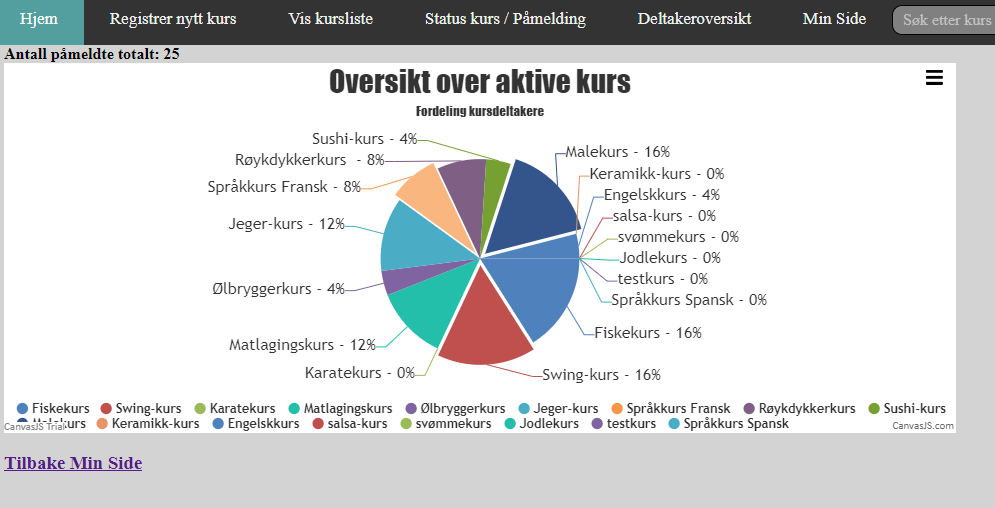 Hjem Registrer nytt kurs Vis kursliste Status kurs / Påmelding Deltakeroversikt Min Side Søk etter kurs
Antall påmeldte totalt: 25
Oversikt over aktive kurs
Fordeling kursdeltakere
Sushi-kurs - 4%
Røykdykkerkurs - 8%
Språkkurs Fransk - 8%
Jeger-kurs - 12%
Ølbryggerkurs - 4%
Matlagingskurs - 12%
Karatekurs - 0%
Malekurs - 16%
Keramikk-kurs - 0%
Engelskkurs - 4%
salsa-kurs - 0%
svømmekurs - 0%
Jodlekurs - 0%
testkurs - 0%
Språkkurs Spansk - 0%
Fiskekurs - 16%
Swing-kurs - 16%
Fiskekurs Swing-kurs Karatekurs Matlagingskurs Ølbryggerkurs Jeger-kurs Språkkurs Fransk Røykdykkerkurs Sushi-kurs
Keramikk-kurs Engelskkurs salsa-kurs svømmekurs Jodlekurs testkurs Språkkurs Spansk
CanvasJS Trial CanvasJS.com
Tilbake Min Side